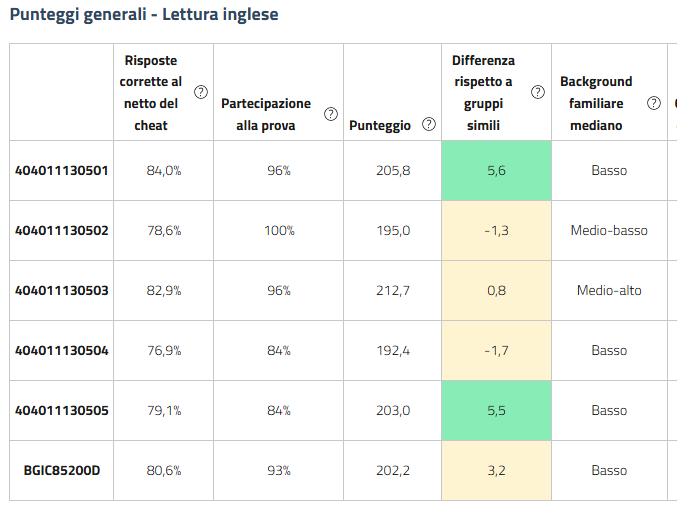 Punteggi generali - Lettura inglese
Risposte corrette al netto del cheat ? Partecipazione alla prova ? Punteggio ? Differenza rispetto a gruppi simili ? Background familiare mediano ?
404011130501 84,0% 96% 205,8 5,6 Basso
404011130502 78,6% 100% 195,0 -1,3 Medio-basso
404011130503 82,9% 96% 212,7 0,8 Medio-alto
404011130504 76,9% 84% 192,4 -1,7 Basso
404011130505 79,1% 84% 203,0 5,5 Basso
BGIC85200D 80,6% 93% 202,2 3,2 Basso